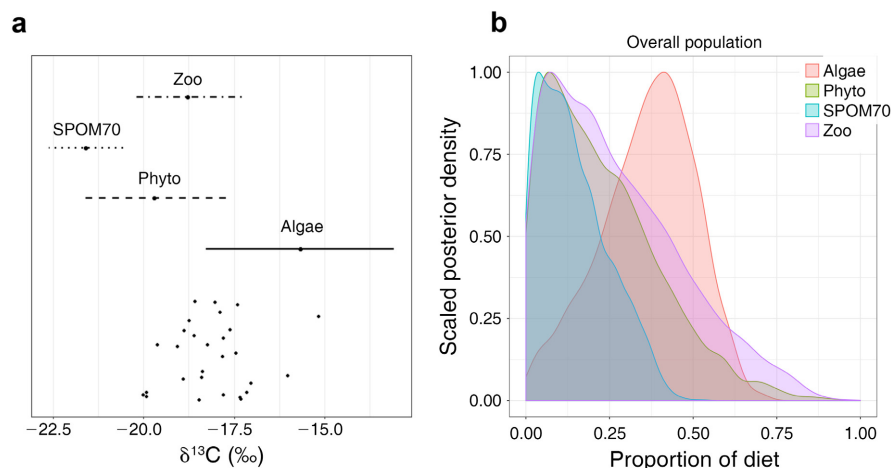 a
Zoo
SPOM70
Phyto
Algae
−22.5 −20.0 −17.5 −15.0
δ¹³C (‰)
b
Overall population
Algae
Phyto
SPOM70
Zoo
Scaled posterior density
1.00
0.75
0.50
0.25
0.00
0.00 0.25 0.50 0.75 1.00
Proportion of diet